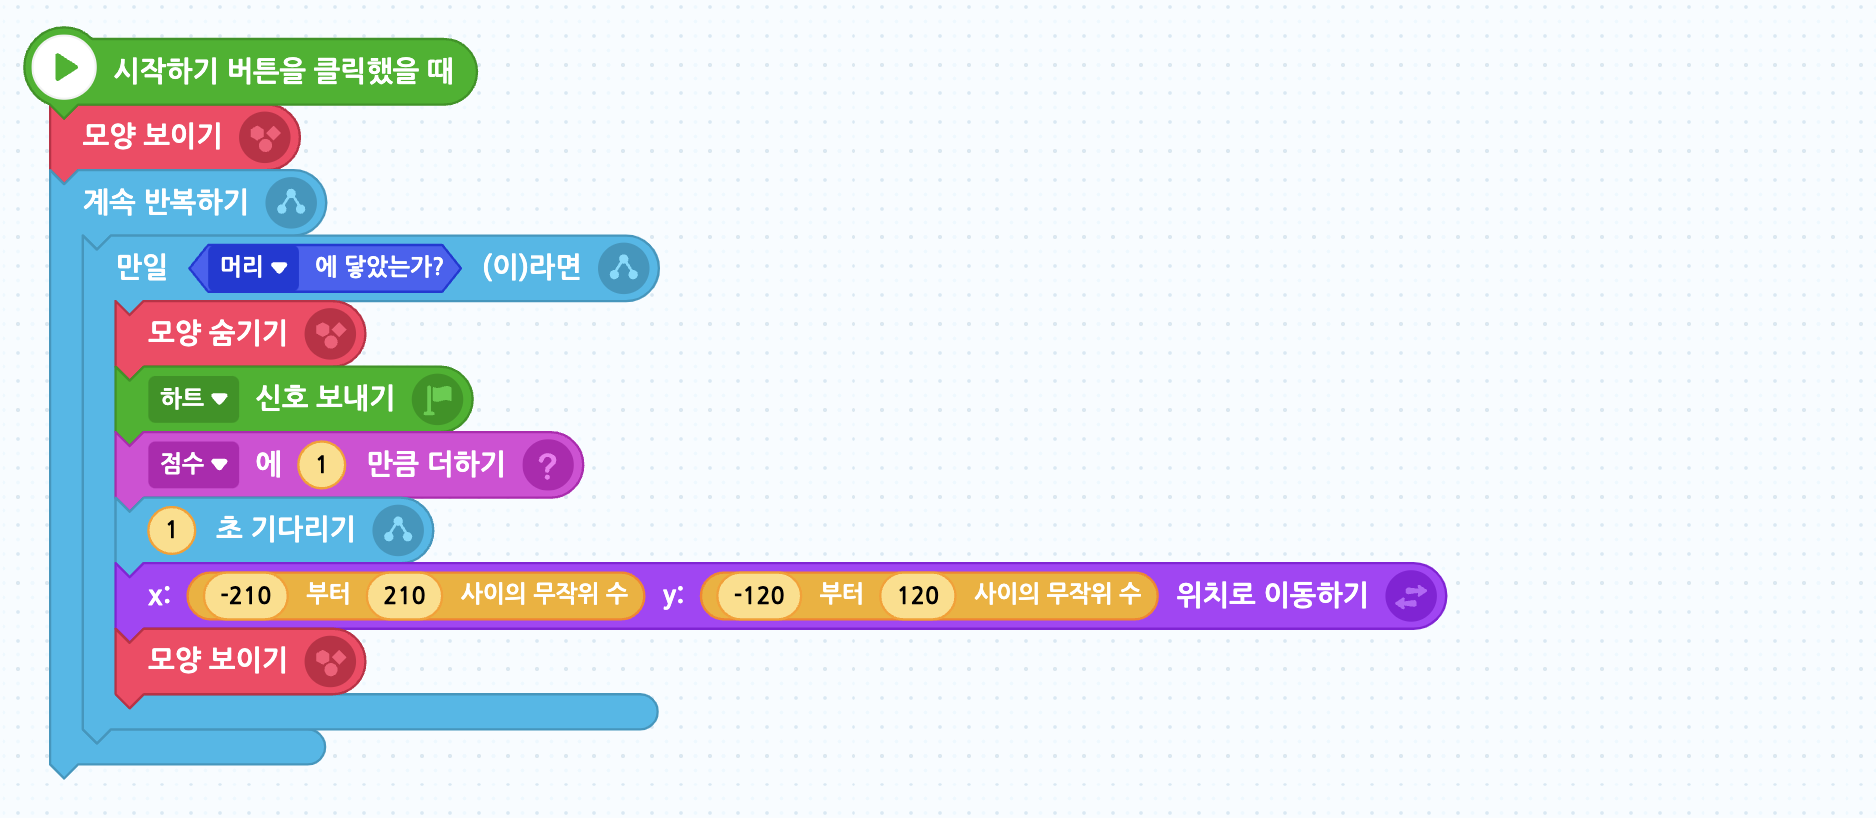 시작하기 버튼을 클릭했을 때
모양 보이기
계속 반복하기
만일 머리 에 닿았는가? (이)라면
모양 숨기기
하트 신호 보내기
점수 에 1 만큼 더하기 ?
1 초 기다리기
x: -210 부터 210 사이의 무작위 수 y: -120 부터 120 사이의 무작위 수 위치로 이동하기
모양 보이기